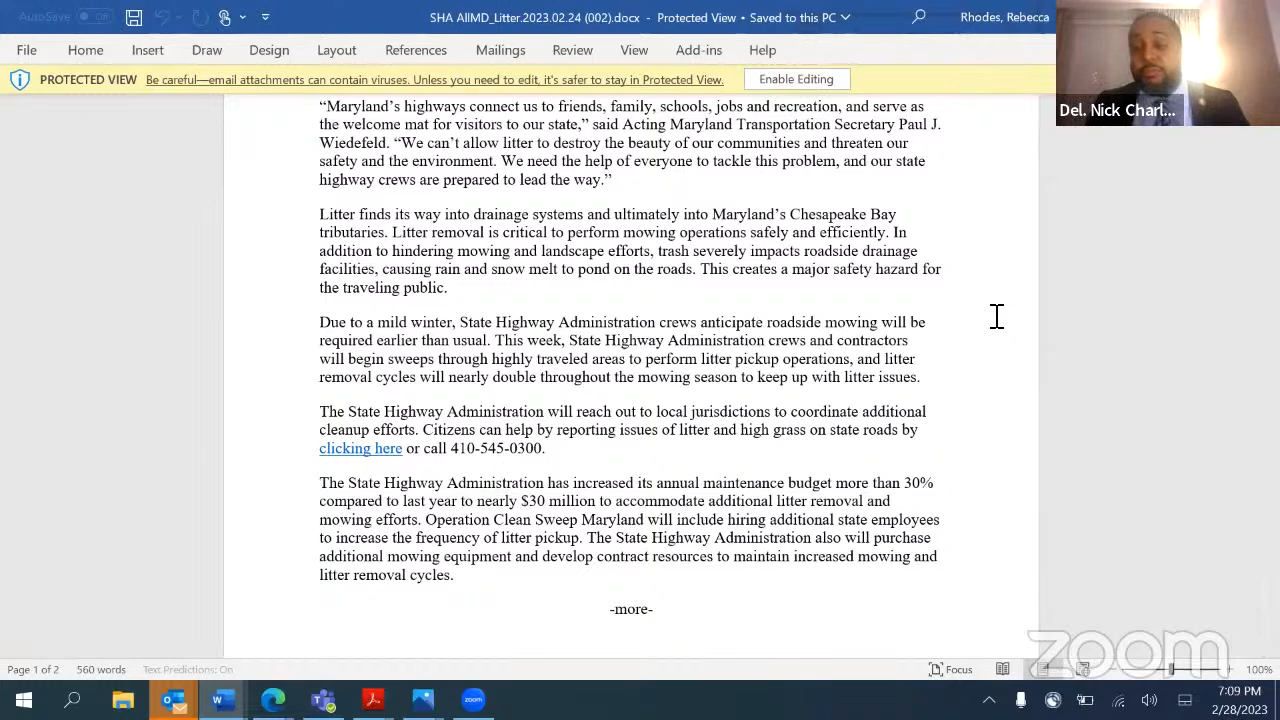 AutoSave
Off
SHA AllMD_Litter.2023.02.24 (002).docx - Protected View • Saved to this PC
Rhodes, Rebecca
File Home Insert Draw Design Layout References Mailings Review View Add-ins Help
PROTECTED VIEW Be careful—email attachments can contain viruses. Unless you need to edit, it's safer to stay in Protected View. Enable Editing
Del. Nick Charl...
“Maryland’s highways connect us to friends, family, schools, jobs and recreation, and serve as
the welcome mat for visitors to our state,” said Acting Maryland Transportation Secretary Paul J.
Wiedefeld. “We can’t allow litter to destroy the beauty of our communities and threaten our
safety and the environment. We need the help of everyone to tackle this problem, and our state
highway crews are prepared to lead the way.”
Litter finds its way into drainage systems and ultimately into Maryland’s Chesapeake Bay
tributaries. Litter removal is critical to perform mowing operations safely and efficiently. In
addition to hindering mowing and landscape efforts, trash severely impacts roadside drainage
facilities, causing rain and snow melt to pond on the roads. This creates a major safety hazard for
the traveling public.
Due to a mild winter, State Highway Administration crews anticipate roadside mowing will be
required earlier than usual. This week, State Highway Administration crews and contractors
will begin sweeps through highly traveled areas to perform litter pickup operations, and litter
removal cycles will nearly double throughout the mowing season to keep up with litter issues.
The State Highway Administration will reach out to local jurisdictions to coordinate additional
cleanup efforts. Citizens can help by reporting issues of litter and high grass on state roads by
clicking here or call 410-545-0300.
The State Highway Administration has increased its annual maintenance budget more than 30%
compared to last year to nearly $30 million to accommodate additional litter removal and
mowing efforts. Operation Clean Sweep Maryland will include hiring additional state employees
to increase the frequency of litter pickup. The State Highway Administration also will purchase
additional mowing equipment and develop contract resources to maintain increased mowing and
litter removal cycles.
-more-
zoom
Page 1 of 2 560 words Text Predictions: On Focus 100%
zoom
7:09 PM
2/28/2023